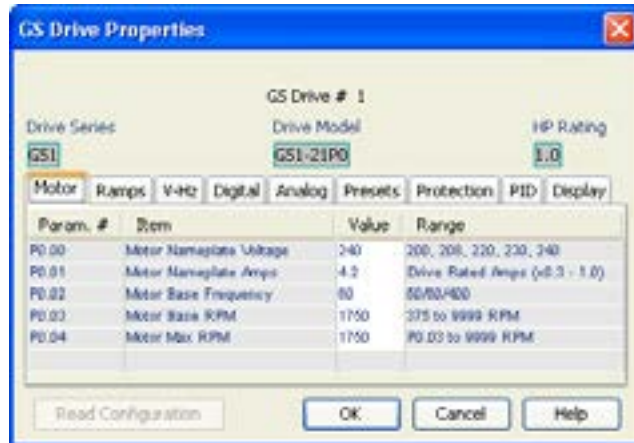 GS Drive Properties
GS Drive # 1
Drive Series Drive Model HP Rating
GS1 GS1-21P0 1.0
Motor Ramps V-Hz Digital Analog Presets Protection PID Display
Param. # Item Value Range
P0.00 Motor Nameplate Voltage 240 200, 208, 220, 230, 240
P0.01 Motor Nameplate Amps 4.2 Drive Rated Amps (x0.3 - 1.0)
P0.02 Motor Base Frequency 60 50/60/400
P0.03 Motor Base RPM 1750 375 to 9999 RPM
P0.04 Motor Max RPM 1750 P0.03 to 9999 RPM
Read Configuration OK Cancel Help